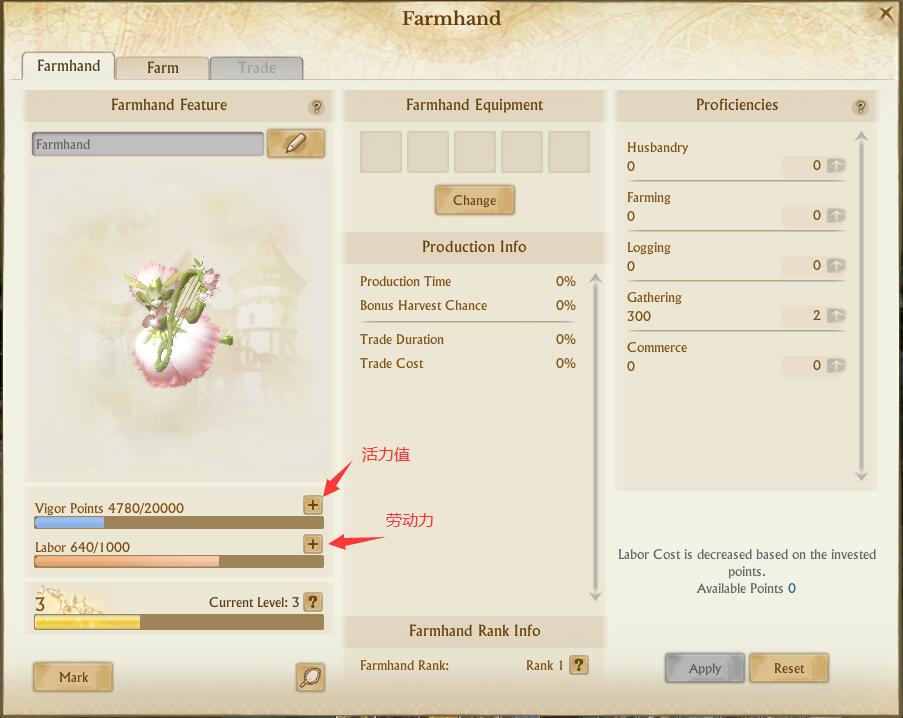 Farmhand
Farmhand
Farm
Trade
Farmhand Feature
?
Farmhand
活力值
Vigor Points 4780/20000
+
劳动力
Labor 640/1000
+
3
Current Level: 3 ?
Mark
Farmhand Equipment
Change
Production Info
Production Time 0%
Bonus Harvest Chance 0%
Trade Duration 0%
Trade Cost 0%
Farmhand Rank Info
Farmhand Rank: Rank 1 ?
Proficiencies
?
Husbandry
0 0
Farming
0 0
Logging
0 0
Gathering
300 2
Commerce
0 0
Labor Cost is decreased based on the invested
points.
Available Points 0
Apply
Reset